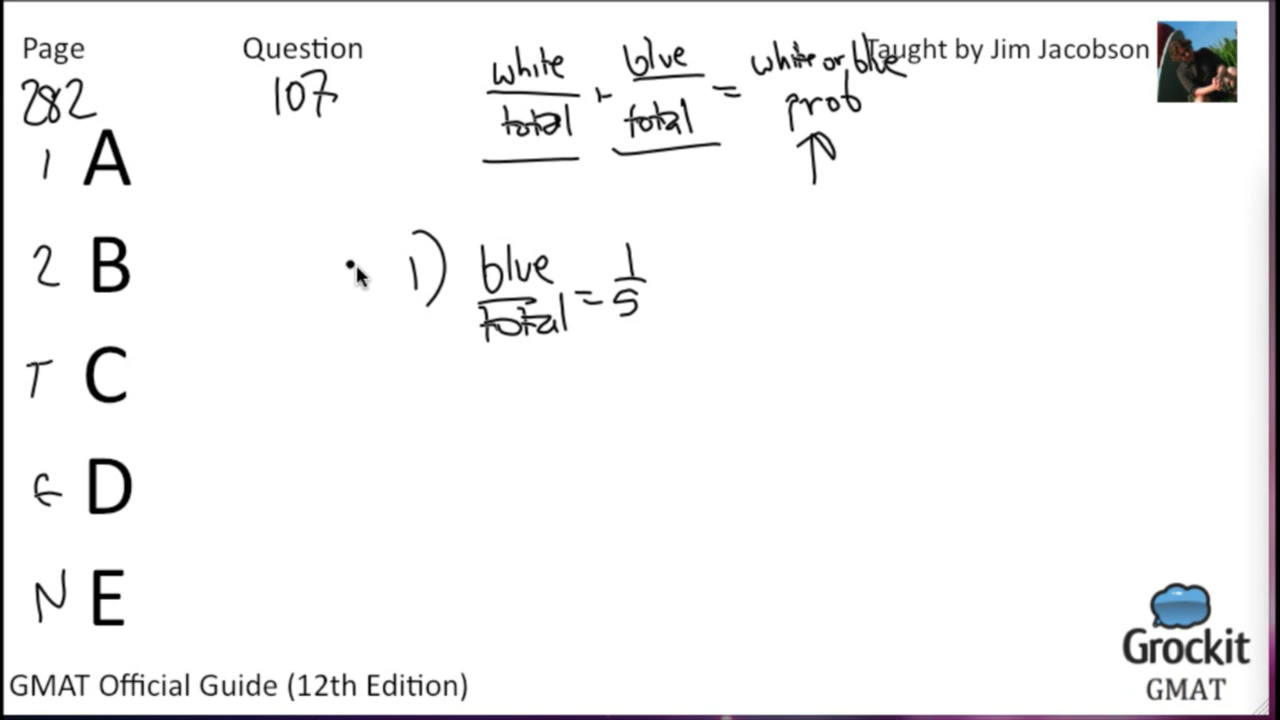 Page Question Taught by Jim Jacobson
282 107
white/total + blue/total = white or blue prob
1 A
2 B
1) blue/total = 1/5
T C
E D
N E
Grockit
GMAT
GMAT Official Guide (12th Edition)